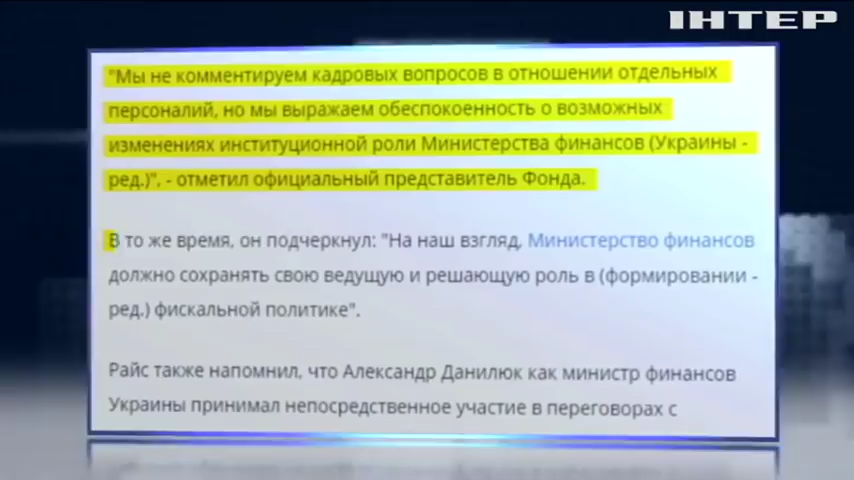 ІНТЕР
"Мы не комментируем кадровых вопросов в отношении отдельных
персоналий, но мы выражаем обеспокоенность о возможных
изменениях институционной роли Министерства финансов (Украины -
ред.)", - отметил официальный представитель Фонда.
В то же время, он подчеркнул: "На наш взгляд, Министерство финансов
должно сохранять свою ведущую и решающую роль в (формировании -
ред.) фискальной политике".
Райс также напомнил, что Александр Данилюк как министр финансов
Украины принимал непосредственное участие в переговорах с